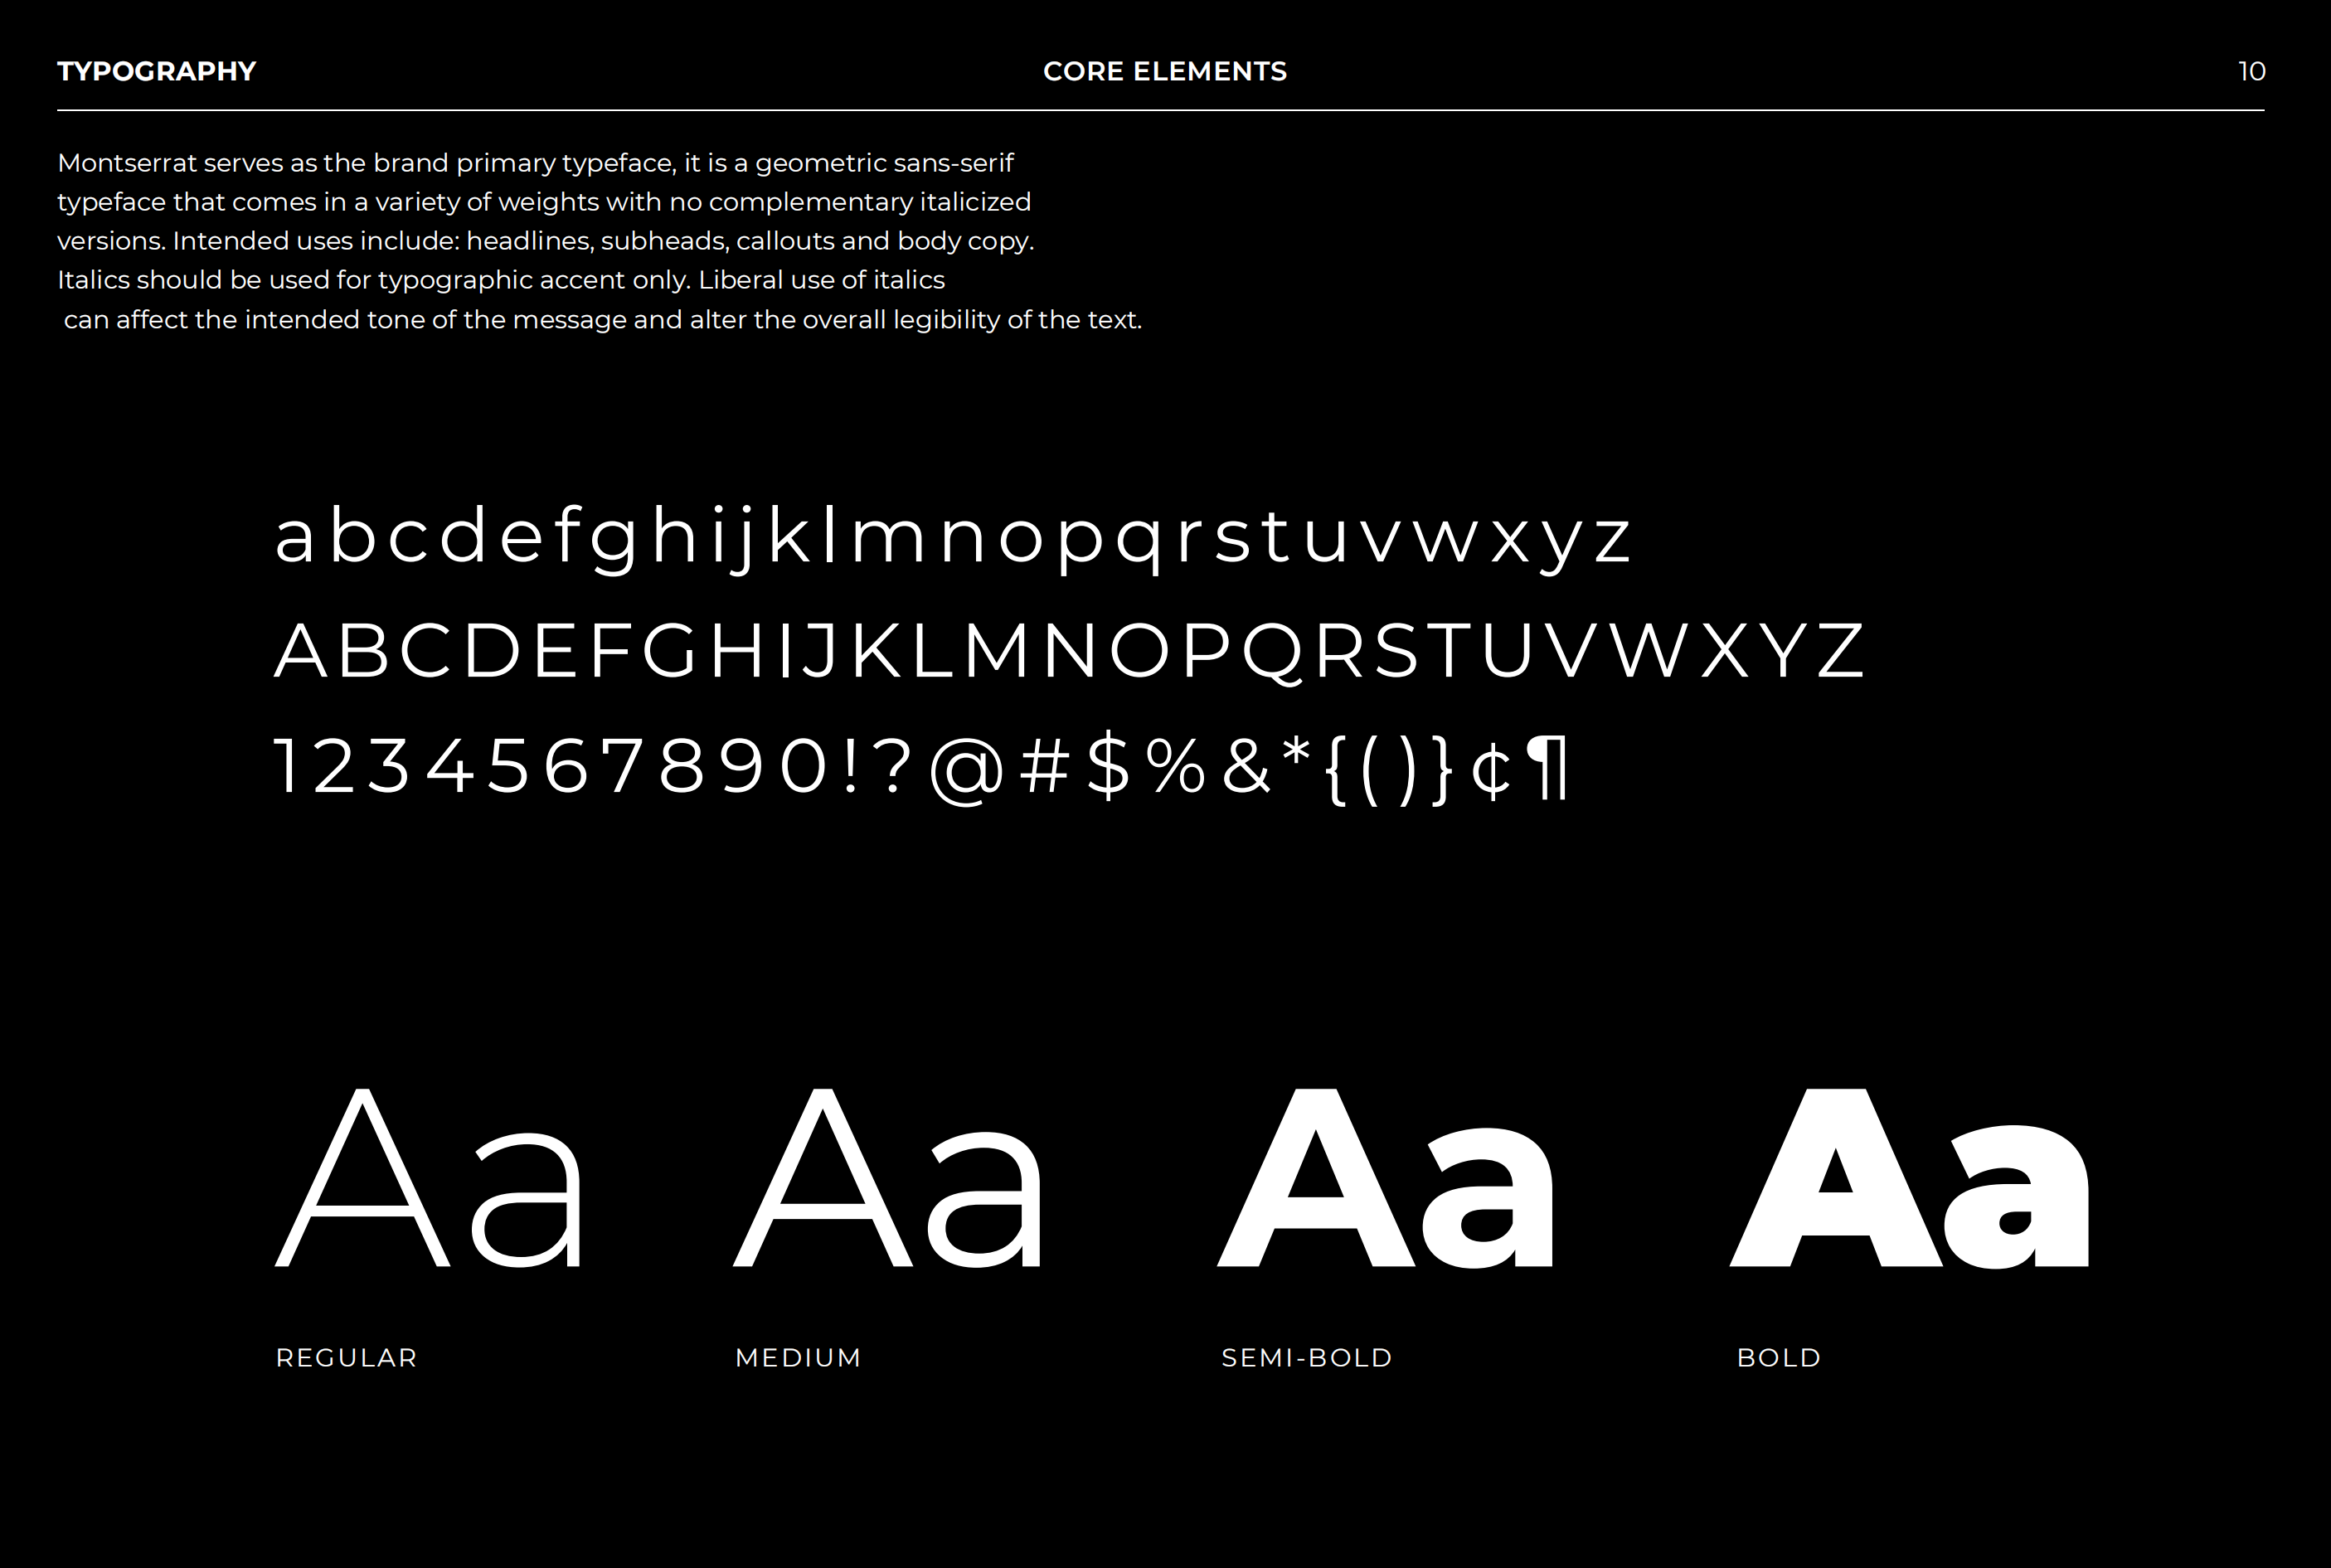 TYPOGRAPHY CORE ELEMENTS 10
Montserrat serves as the brand primary typeface, it is a geometric sans-serif
typeface that comes in a variety of weights with no complementary italicized
versions. Intended uses include: headlines, subheads, callouts and body copy.
Italics should be used for typographic accent only. Liberal use of italics
can affect the intended tone of the message and alter the overall legibility of the text.
abcdefghijklmnopqrstuvwxyz
ABCDEFGHIJKLMNOPQRSTUVWXYZ
1234567890!?@#$%&*{()}¢¶
Aa Aa Aa Aa
REGULAR MEDIUM SEMI-BOLD BOLD